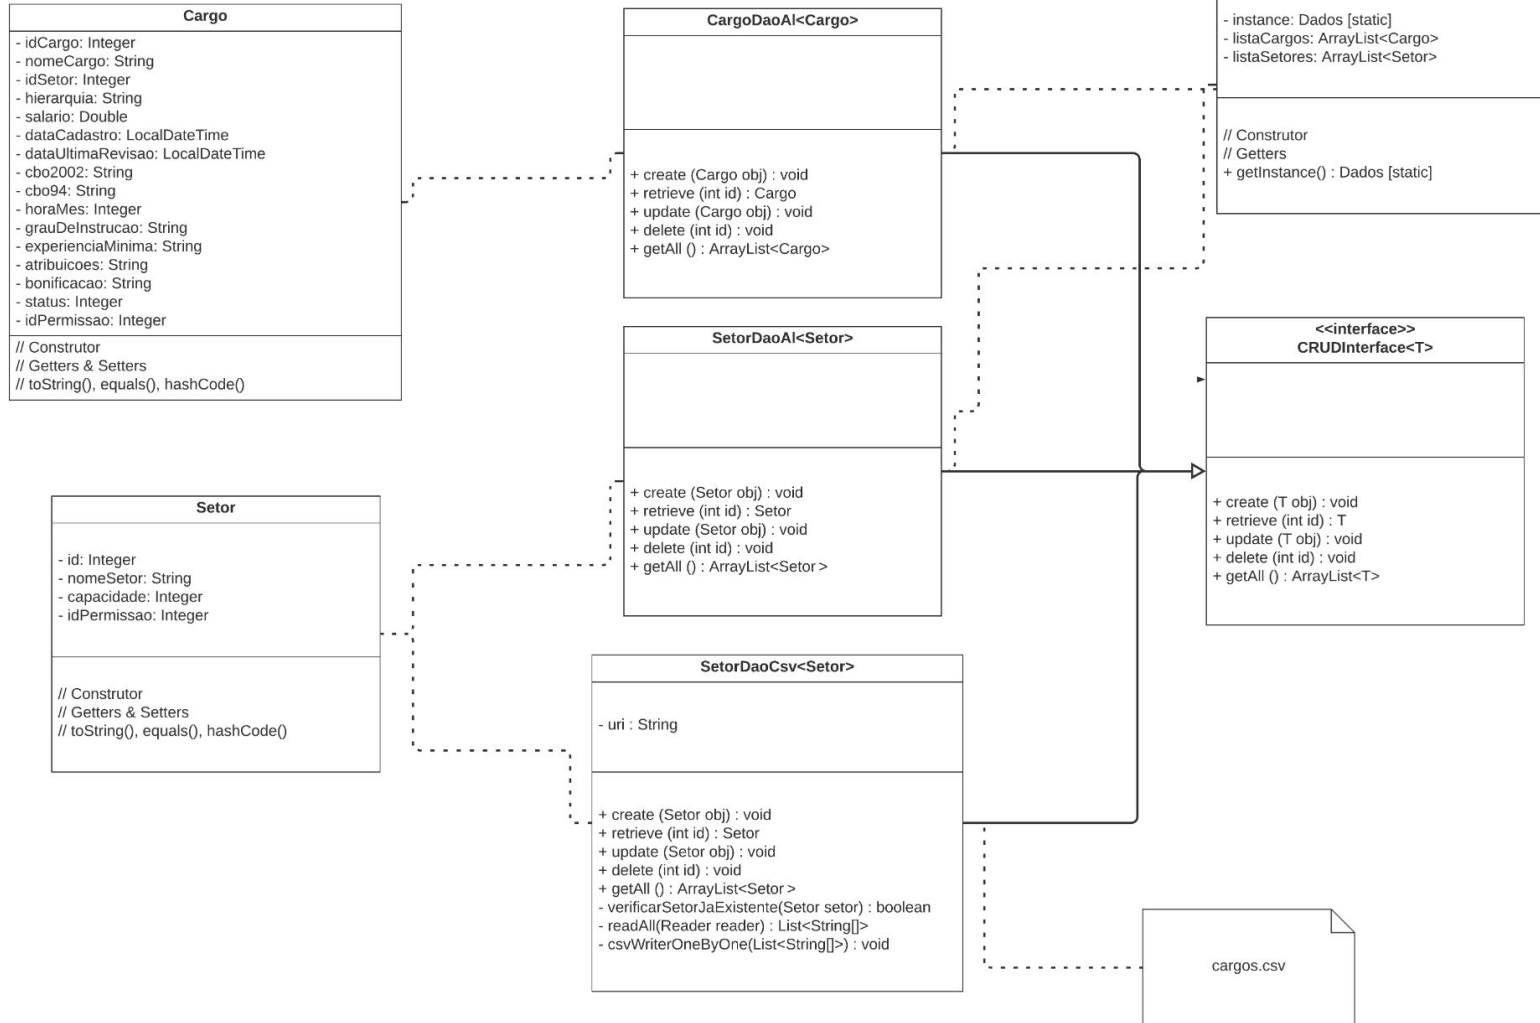 Cargo
- idCargo: Integer
- nomeCargo: String
- idSetor: Integer
- hierarquia: String
- salario: Double
- dataCadastro: LocalDateTime
- dataUltimaRevisao: LocalDateTime
- cbo2002: String
- cbo94: String
- horaMes: Integer
- grauDeInstrucao: String
- experienciaMinima: String
- atribuicoes: String
- bonificacao: String
- status: Integer
- idPermissao: Integer
// Construtor
// Getters & Setters
// toString(), equals(), hashCode()
CargoDaoAl<Cargo>
+ create (Cargo obj) : void
+ retrieve (int id) : Cargo
+ update (Cargo obj) : void
+ delete (int id) : void
+ getAll () : ArrayList<Cargo>
- instance: Dados [static]
- listaCargos: ArrayList<Cargo>
- listaSetores: ArrayList<Setor>
// Construtor
// Getters
+ getInstance() : Dados [static]
SetorDaoAl<Setor>
+ create (Setor obj) : void
+ retrieve (int id) : Setor
+ update (Setor obj) : void
+ delete (int id) : void
+ getAll () : ArrayList<Setor>
<<interface>>
CRUDInterface<T>
+ create (T obj) : void
+ retrieve (int id) : T
+ update (T obj) : void
+ delete (int id) : void
+ getAll () : ArrayList<T>
Setor
- id: Integer
- nomeSetor: String
- capacidade: Integer
- idPermissao: Integer
// Construtor
// Getters & Setters
// toString(), equals(), hashCode()
SetorDaoCsv<Setor>
- uri : String
+ create (Setor obj) : void
+ retrieve (int id) : Setor
+ update (Setor obj) : void
+ delete (int id) : void
+ getAll () : ArrayList<Setor>
- verificarSetorJaExistente(Setor setor) : boolean
- readAll(Reader reader) : List<String[]>
- csvWriterOneByOne(List<String[]>) : void
cargos.csv